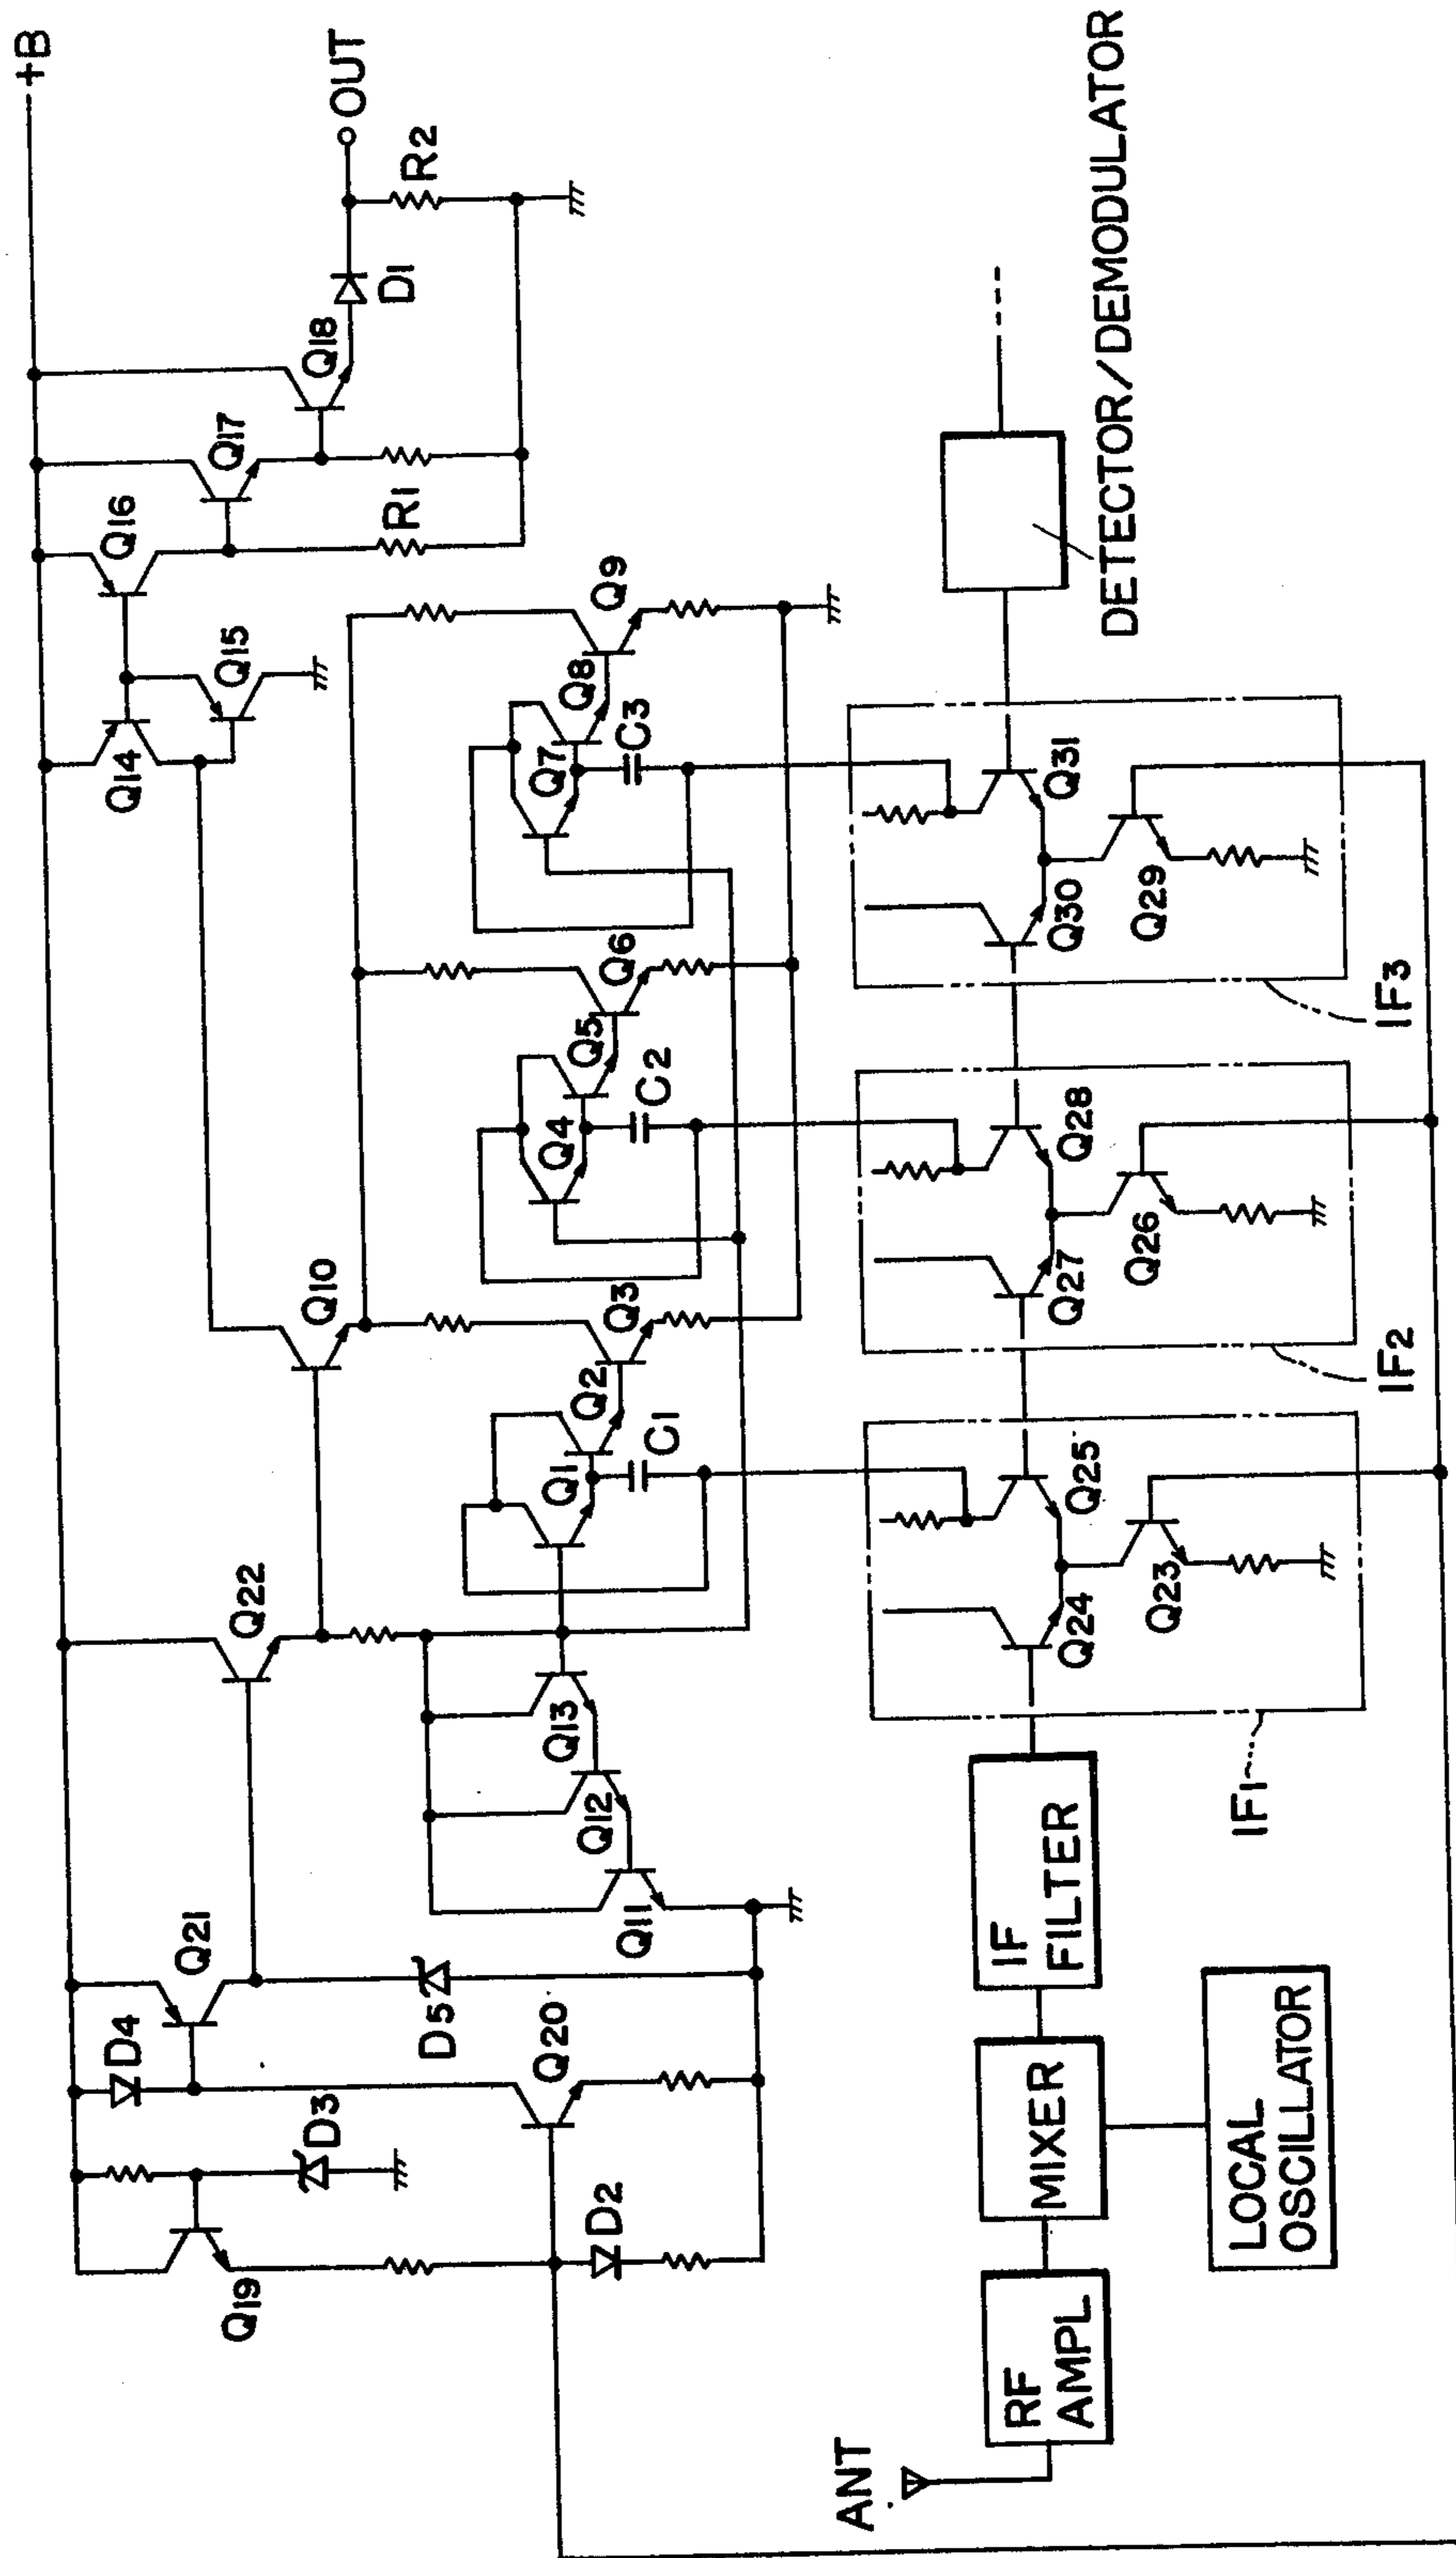 +B
OUT
R2
D1
Q18
Q17
R1
Q16
Q15
Q14
Q9
Q8
Q7
C3
Q6
Q5
Q4
C2
Q10
Q3
Q2
Q1
C1
Q22
Q13
Q12
Q11
Q21
D5
D4
Q20
D3
D2
Q19
DETECTOR/DEMODULATOR
Q31
Q30
Q29
IF3
Q28
Q27
Q26
IF2
Q25
Q24
Q23
IF1
IF
FILTER
MIXER
LOCAL
OSCILLATOR
RF
AMPL
ANT